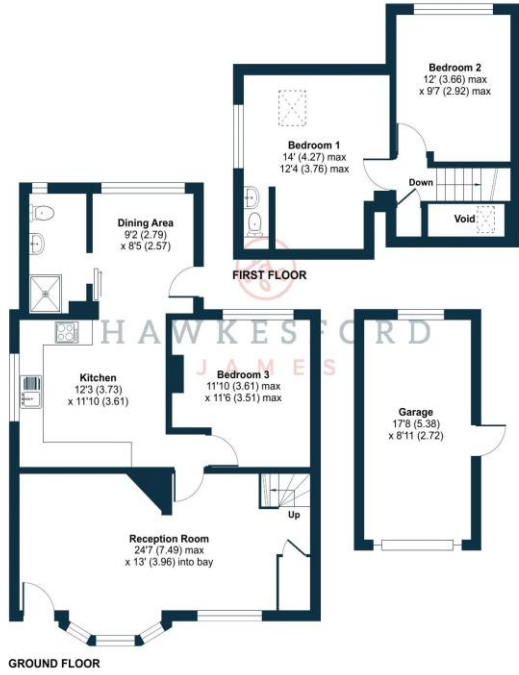 Bedroom 2
12' (3.66) max
x 9'7 (2.92) max
Bedroom 1
14' (4.27) max
12'4 (3.76) max
Down
Void
FIRST FLOOR
Dining Area
9'2 (2.79)
x 8'5 (2.57)
HAWKESFORD
JAMES
Kitchen
12'3 (3.73)
x 11'10 (3.61)
Bedroom 3
11'10 (3.61) max
x 11'6 (3.51) max
Garage
17'8 (5.38)
x 8'11 (2.72)
Up
Reception Room
24'7 (7.49) max
x 13' (3.96) into bay
GROUND FLOOR